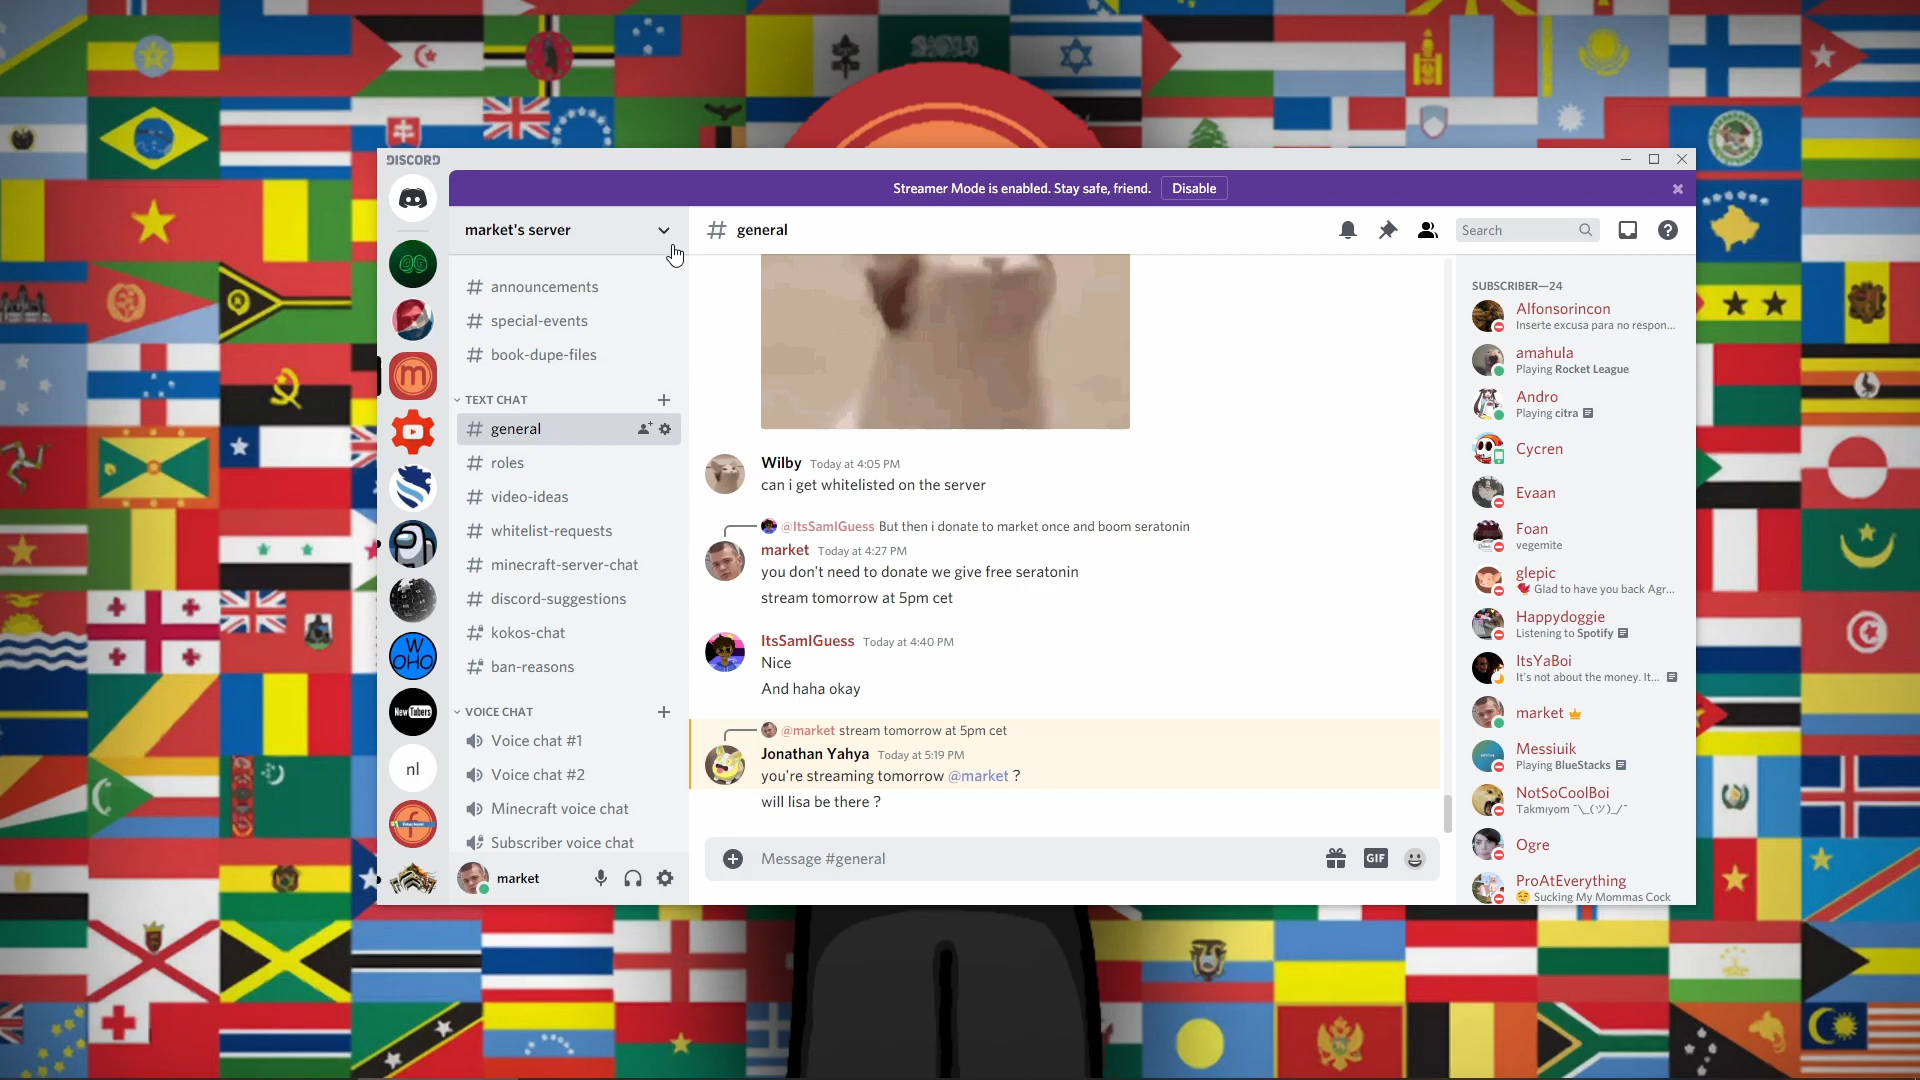 DISCORD
Streamer Mode is enabled. Stay safe, friend.
Disable
market's server
general
Search
announcements
special-events
book-dupe-files
TEXT CHAT
general
roles
video-ideas
whitelist-requests
minecraft-server-chat
discord-suggestions
kokos-chat
ban-reasons
VOICE CHAT
Voice chat #1
Voice chat #2
Minecraft voice chat
Subscriber voice chat
market
m
W
OHO
New Tubers
nl
Wilby Today at 4:05 PM
can i get whitelisted on the server
@ItsSamIGuess But then i donate to market once and boom seratonin
market Today at 4:27 PM
you don't need to donate we give free seratonin
stream tomorrow at 5pm cet
ItsSamIGuess Today at 4:40 PM
Nice
And haha okay
@market stream tomorrow at 5pm cet
Jonathan Yahya Today at 5:19 PM
you're streaming tomorrow @market ?
will lisa be there ?
Message #general
GIF
SUBSCRIBER—24
Alfonsorincon
Inserte excusa para no respon...
amahula
Playing Rocket League
Andro
Playing citra
Cycren
Evaan
Foan
vegemite
glepic
Glad to have you back Agr...
Happydoggie
Listening to Spotify
ItsYaBoi
It's not about the money. It...
market
Messiuik
Playing BlueStacks
NotSoCoolBoi
Takmıyom ¯\_(ツ)_/¯
Ogre
ProAtEverything
Sucking My Mommas Cock